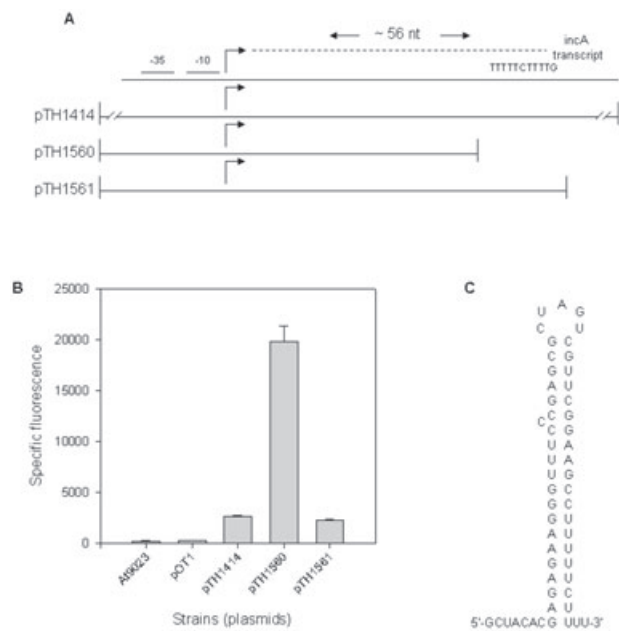 A
~ 56 nt
incA
transcript
-35 -10
TTTTTCTTTTG
pTH1414
pTH1560
pTH1561
B
25000
20000
15000
10000
5000
0
Specific fluorescence
At9023
pOT1
pTH1414
pTH1560
pTH1561
Strains (plasmids)
C
A
U G
C U
G C
C G
G U
A U
G C
C
C G
C G
U A
U A
U G
G C
G C
5'-GCUACACG UUU-3'